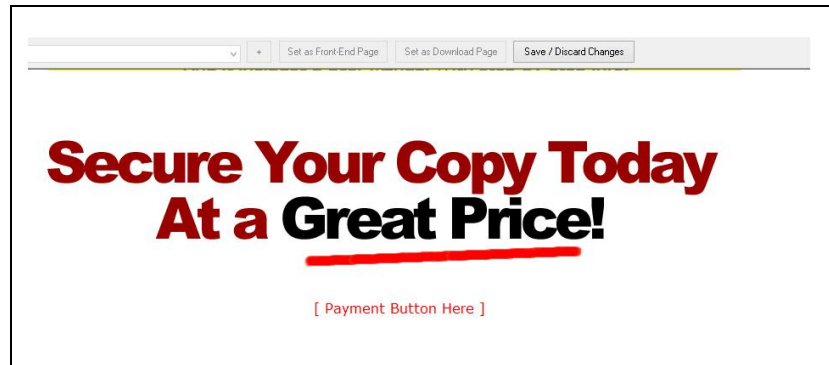 + Set as Front-End Page Set as Download Page Save / Discard Changes
Secure Your Copy Today
At a Great Price!
[ Payment Button Here ]